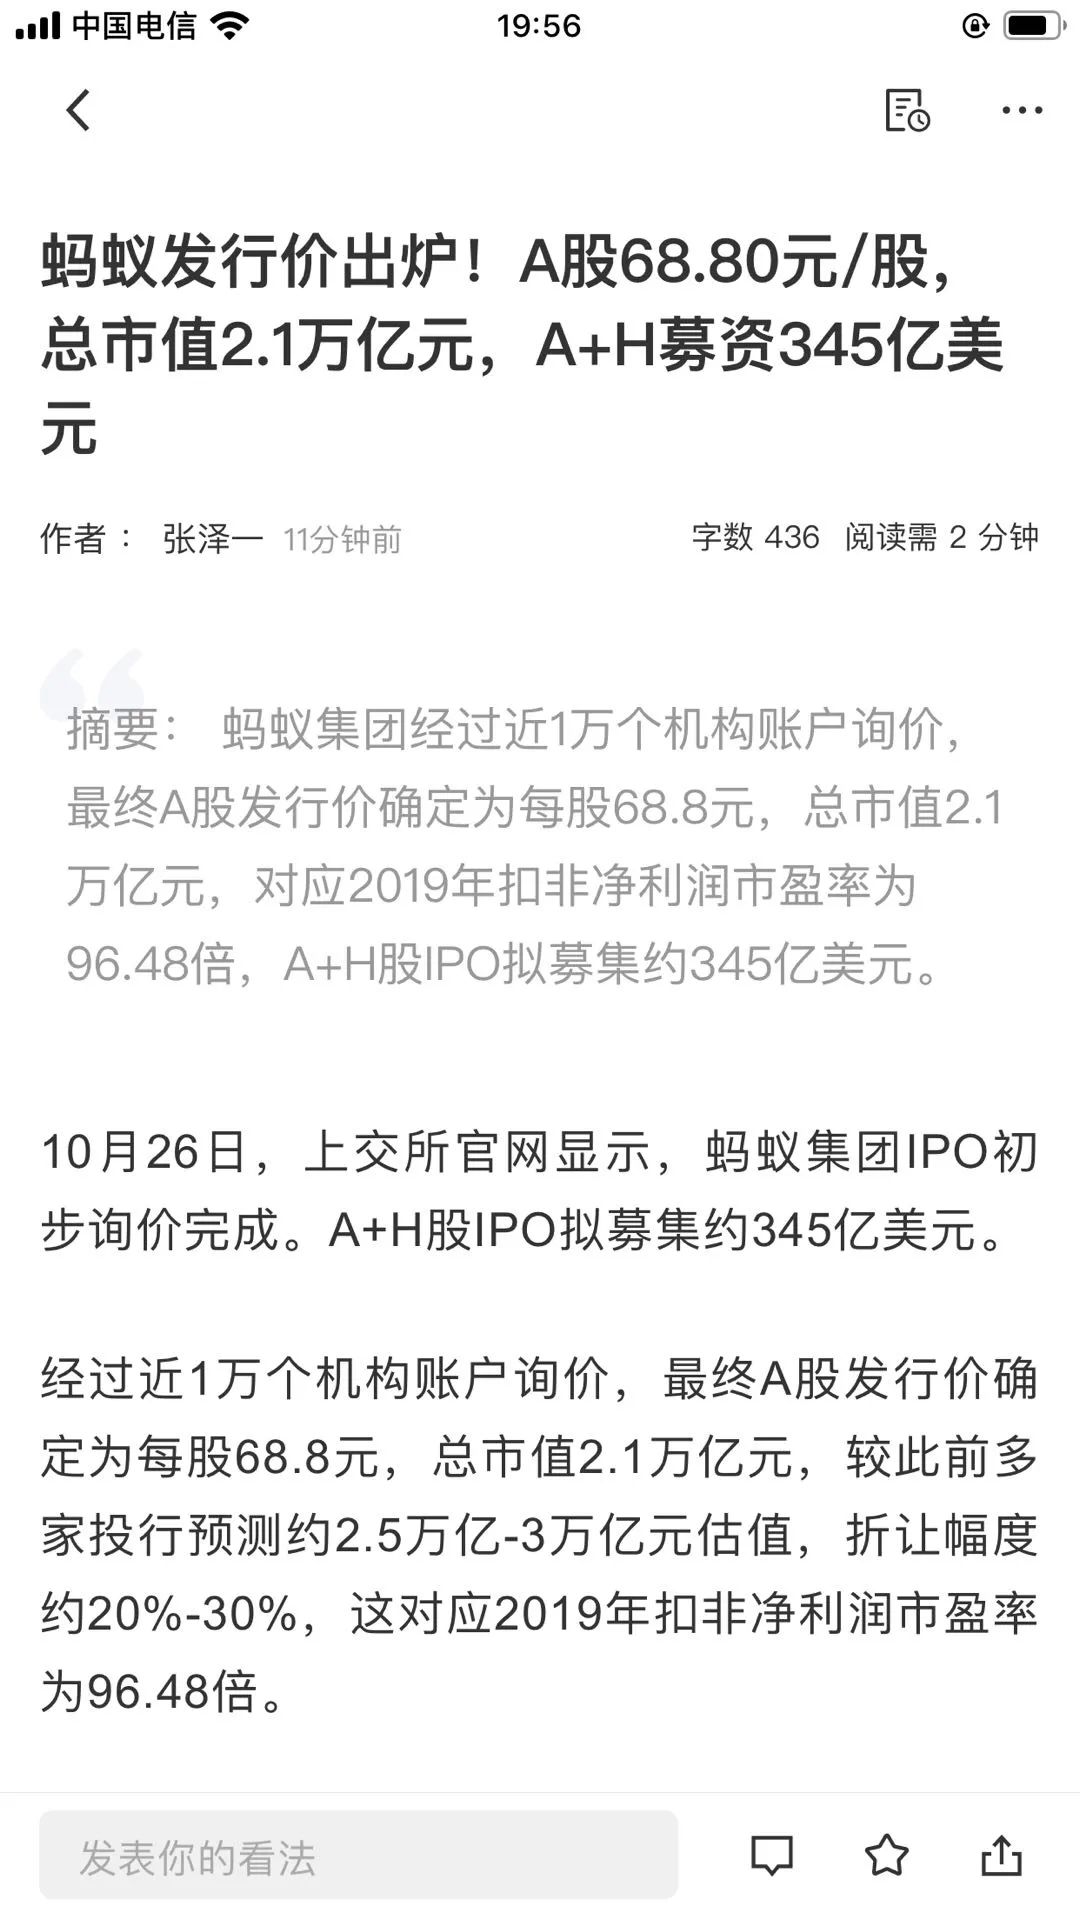 中国电信 19:56
蚂蚁发行价出炉！A股68.80元/股，
总市值2.1万亿元，A+H募资345亿美
元
作者： 张泽一 11分钟前 字数 436 阅读需 2 分钟
摘要： 蚂蚁集团经过近1万个机构账户询价，
最终A股发行价确定为每股68.8元，总市值2.1
万亿元，对应2019年扣非净利润市盈率为
96.48倍，A+H股IPO拟募集约345亿美元。
10月26日，上交所官网显示，蚂蚁集团IPO初
步询价完成。A+H股IPO拟募集约345亿美元。
经过近1万个机构账户询价，最终A股发行价确
定为每股68.8元，总市值2.1万亿元，较此前多
家投行预测约2.5万亿-3万亿元估值，折让幅度
约20%-30%，这对应2019年扣非净利润市盈率
为96.48倍。
发表你的看法